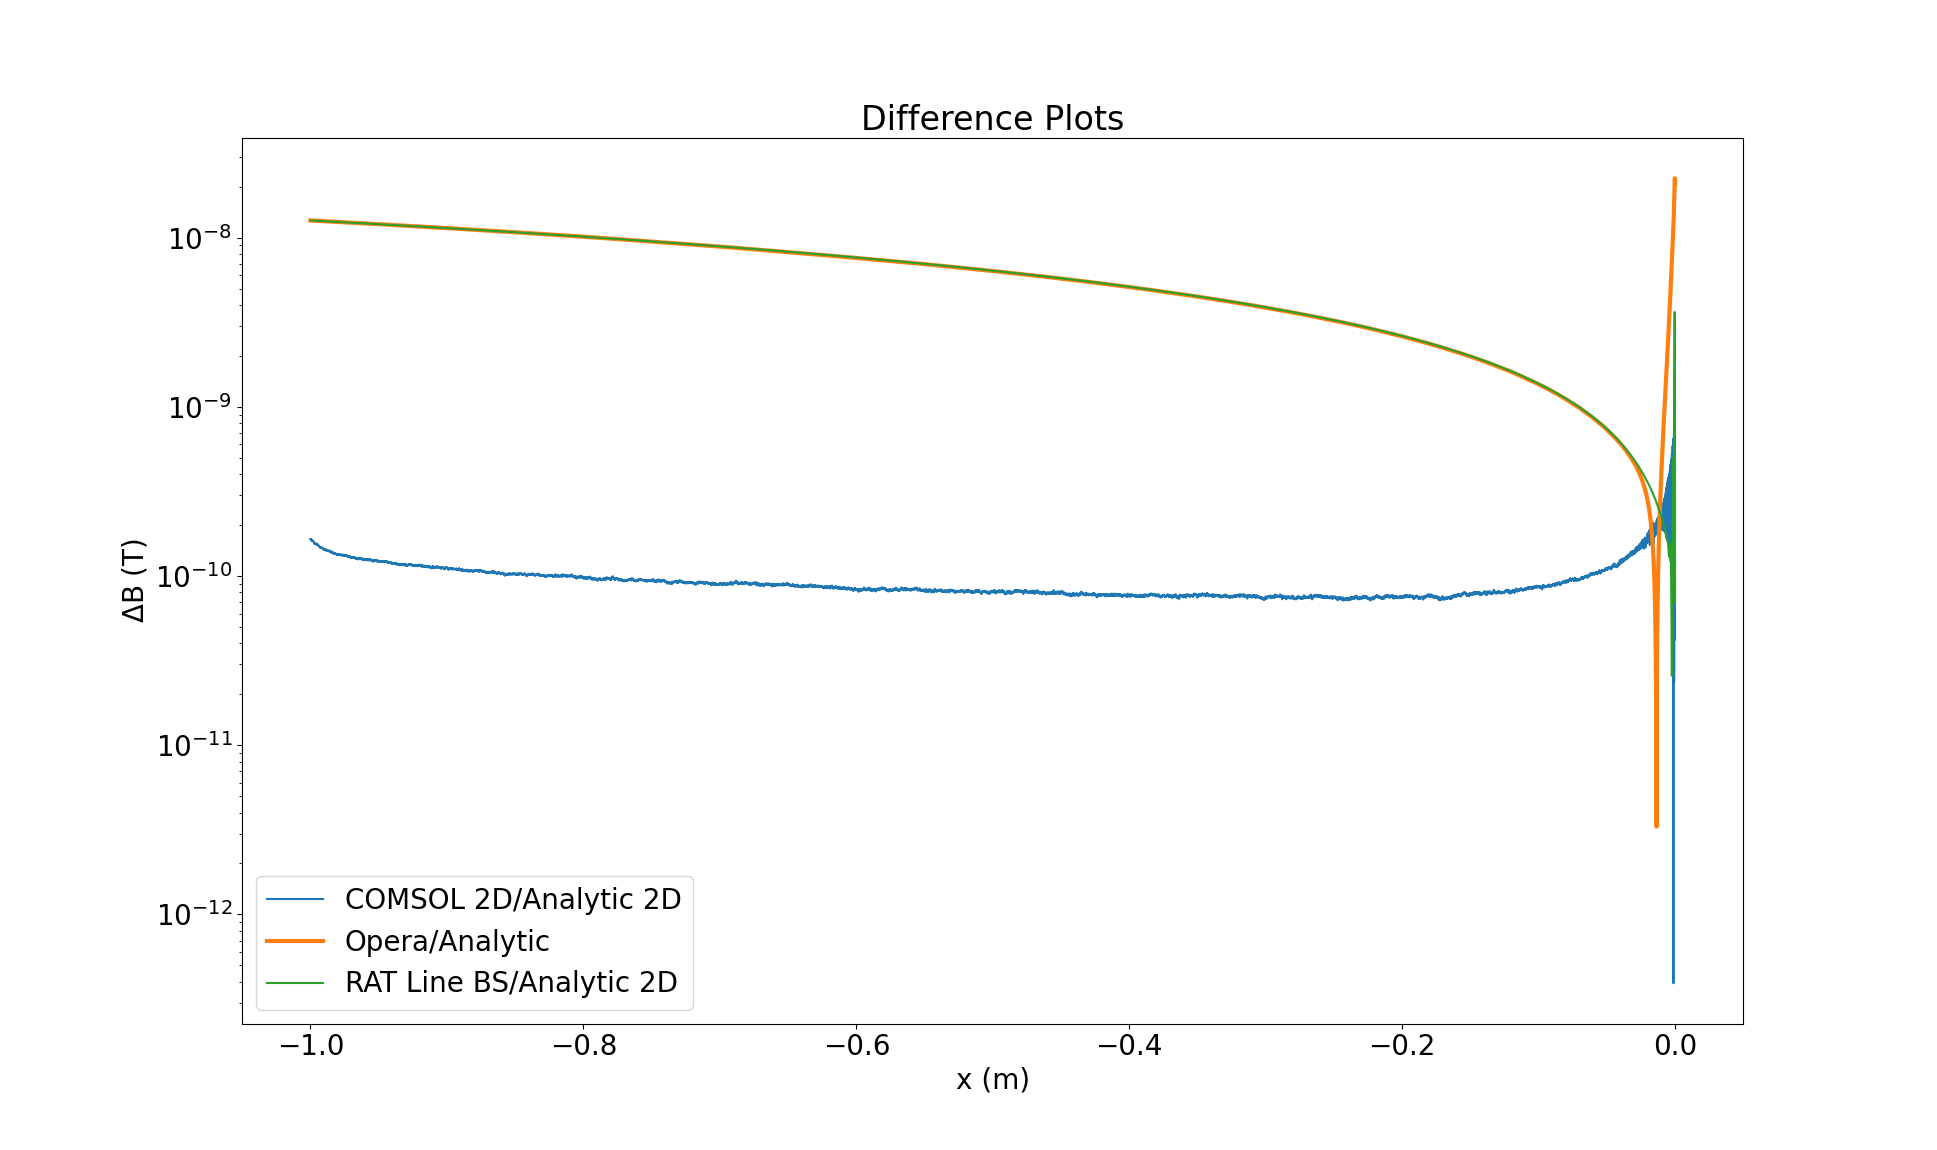 Difference Plots
ΔB (T)
10⁻⁸
10⁻⁹
10⁻¹⁰
10⁻¹¹
10⁻¹²
COMSOL 2D/Analytic 2D
Opera/Analytic
RAT Line BS/Analytic 2D
−1.0 −0.8 −0.6 −0.4 −0.2 0.0
x (m)